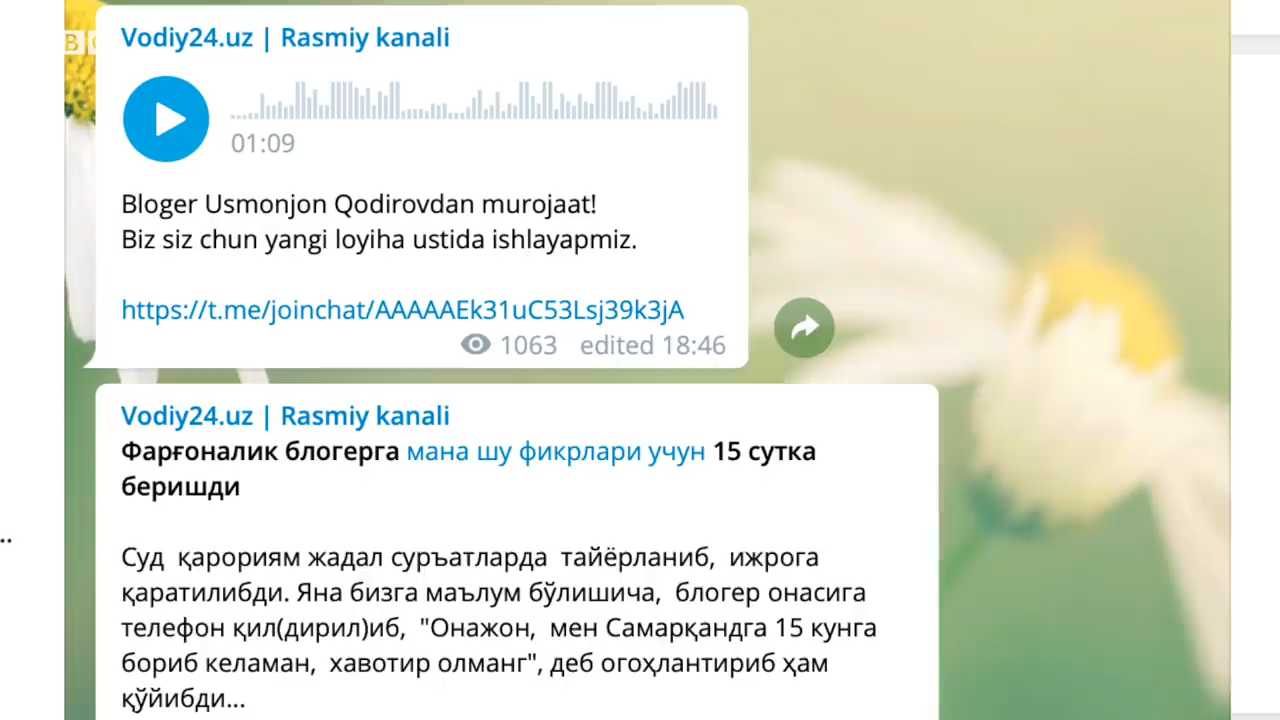 Vodiy24.uz | Rasmiy kanali
01:09
Bloger Usmonjon Qodirovdan murojaat!
Biz siz chun yangi loyiha ustida ishlayapmiz.
https://t.me/joinchat/AAAAAEk31uC53Lsj39k3jA
1063 edited 18:46
Vodiy24.uz | Rasmiy kanali
Фарғоналик блогерга мана шу фикрлари учун 15 сутка
беришди
Суд қарориям жадал суръатларда тайёрланиб, ижрога
қаратилибди. Яна бизга маълум бўлишича, блогер онасига
телефон қил(дирил)иб, "Онажон, мен Самарқандга 15 кунга
бориб келаман, хавотир олманг", деб огоҳлантириб ҳам
қўйибди...
..